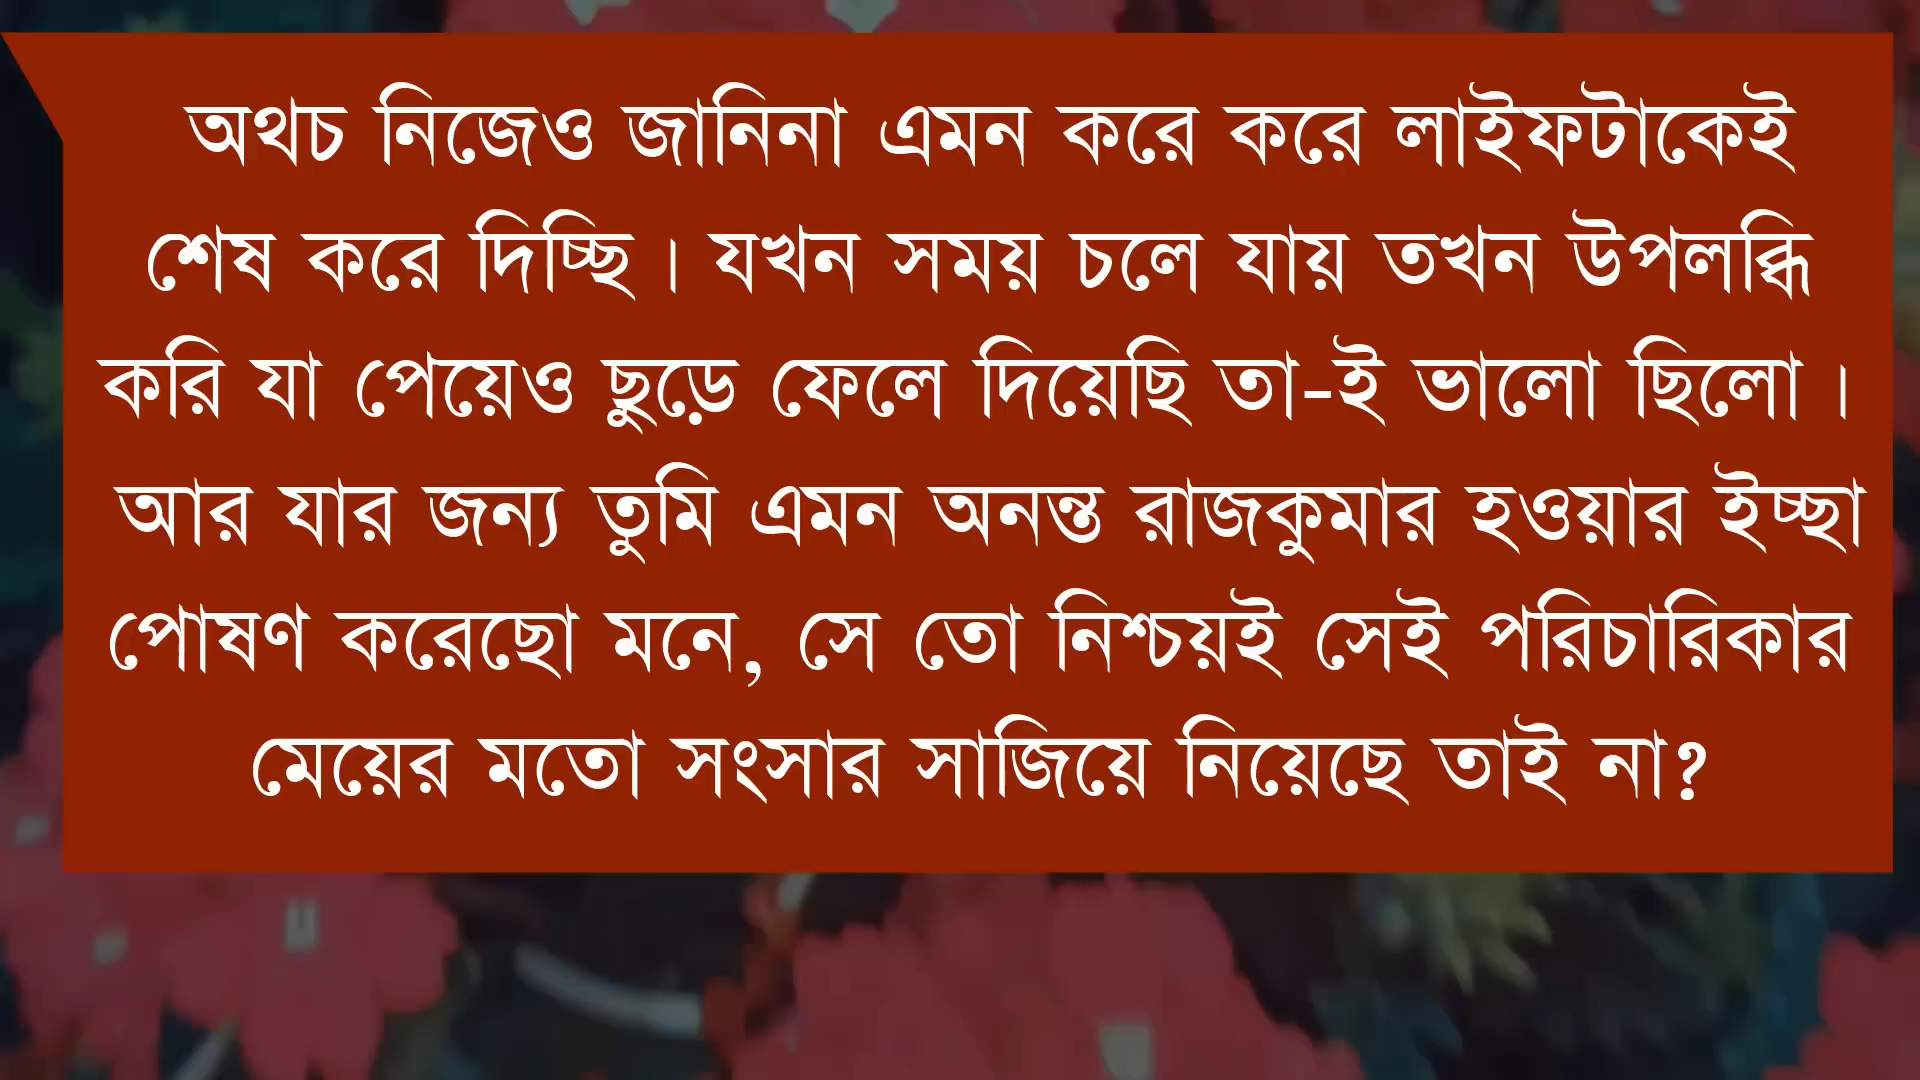 অথচ নিজেও জানিনা এমন করে করে লাইফটাকেই
শেষ করে দিচ্ছি। যখন সময় চলে যায় তখন উপলব্ধি
করি যা পেয়েও ছুড়ে ফেলে দিয়েছি তা-ই ভালো ছিলো।
আর যার জন্য তুমি এমন অনন্ত রাজকুমার হওয়ার ইচ্ছা
পোষণ করেছো মনে, সে তো নিশ্চয়ই সেই পরিচারিকার
মেয়ের মতো সংসার সাজিয়ে নিয়েছে তাই না?